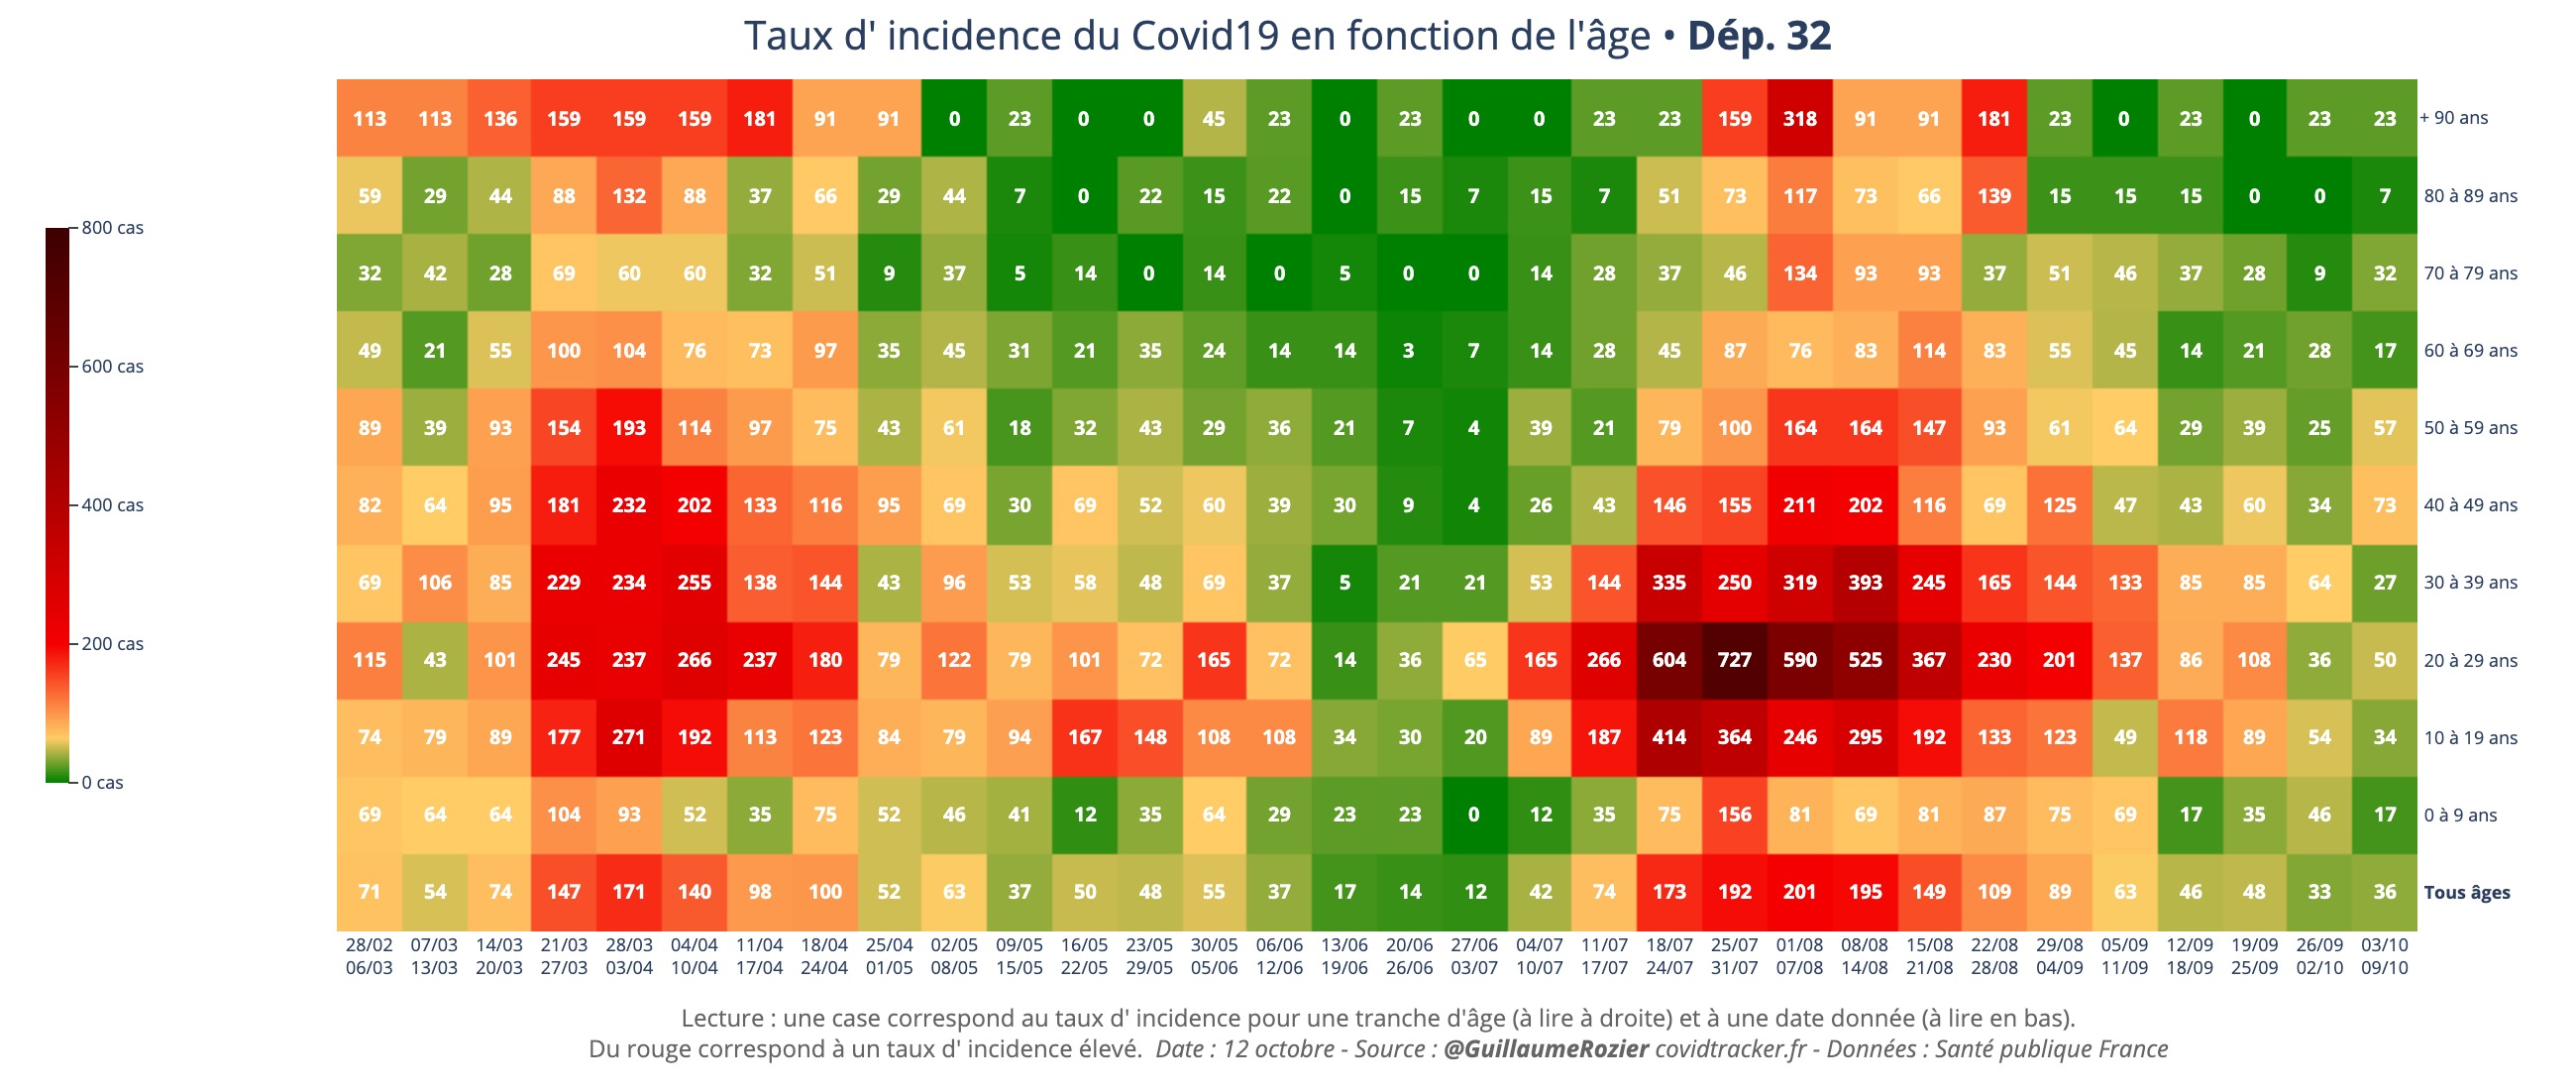 Taux d' incidence du Covid19 en fonction de l'âge • Dép. 32
800 cas
600 cas
400 cas
200 cas
0 cas
113 113 136 159 159 159 181 91 91 0 23 0 0 45 23 0 23 0 0 23 23 159 318 91 91 181 23 0 23 0 23 23 + 90 ans
59 29 44 88 132 88 37 66 29 44 7 0 22 15 22 0 15 7 15 7 51 73 117 73 66 139 15 15 15 0 0 7 80 à 89 ans
32 42 28 69 60 60 32 51 9 37 5 14 0 14 0 5 0 0 14 28 37 46 134 93 93 37 51 46 37 28 9 32 70 à 79 ans
49 21 55 100 104 76 73 97 35 45 31 21 35 24 14 14 3 7 14 28 45 87 76 83 114 83 55 45 14 21 28 17 60 à 69 ans
89 39 93 154 193 114 97 75 43 61 18 32 43 29 36 21 7 4 39 21 79 100 164 164 147 93 61 64 29 39 25 57 50 à 59 ans
82 64 95 181 232 202 133 116 95 69 30 69 52 60 39 30 9 4 26 43 146 155 211 202 116 69 125 47 43 60 34 73 40 à 49 ans
69 106 85 229 234 255 138 144 43 96 53 58 48 69 37 5 21 21 53 144 335 250 319 393 245 165 144 133 85 85 64 27 30 à 39 ans
115 43 101 245 237 266 237 180 79 122 79 101 72 165 72 14 36 65 165 266 604 727 590 525 367 230 201 137 86 108 36 50 20 à 29 ans
74 79 89 177 271 192 113 123 84 79 94 167 148 108 108 34 30 20 89 187 414 364 246 295 192 133 123 49 118 89 54 34 10 à 19 ans
69 64 64 104 93 52 35 75 52 46 41 12 35 64 29 23 23 0 12 35 75 156 81 69 81 87 75 69 17 35 46 17 0 à 9 ans
71 54 74 147 171 140 98 100 52 63 37 50 48 55 37 17 14 12 42 74 173 192 201 195 149 109 89 63 46 48 33 36 Tous âges
28/02 07/03 14/03 21/03 28/03 04/04 11/04 18/04 25/04 02/05 09/05 16/05 23/05 30/05 06/06 13/06 20/06 27/06 04/07 11/07 18/07 25/07 01/08 08/08 15/08 22/08 29/08 05/09 12/09 19/09 26/09 03/10
06/03 13/03 20/03 27/03 03/04 10/04 17/04 24/04 01/05 08/05 15/05 22/05 29/05 05/06 12/06 19/06 26/06 03/07 10/07 17/07 24/07 31/07 07/08 14/08 21/08 28/08 04/09 11/09 18/09 25/09 02/10 09/10
Lecture : une case correspond au taux d' incidence pour une tranche d'âge (à lire à droite) et à une date donnée (à lire en bas).
Du rouge correspond à un taux d' incidence élevé. Date : 12 octobre - Source : @GuillaumeRozier covidtracker.fr - Données : Santé publique France